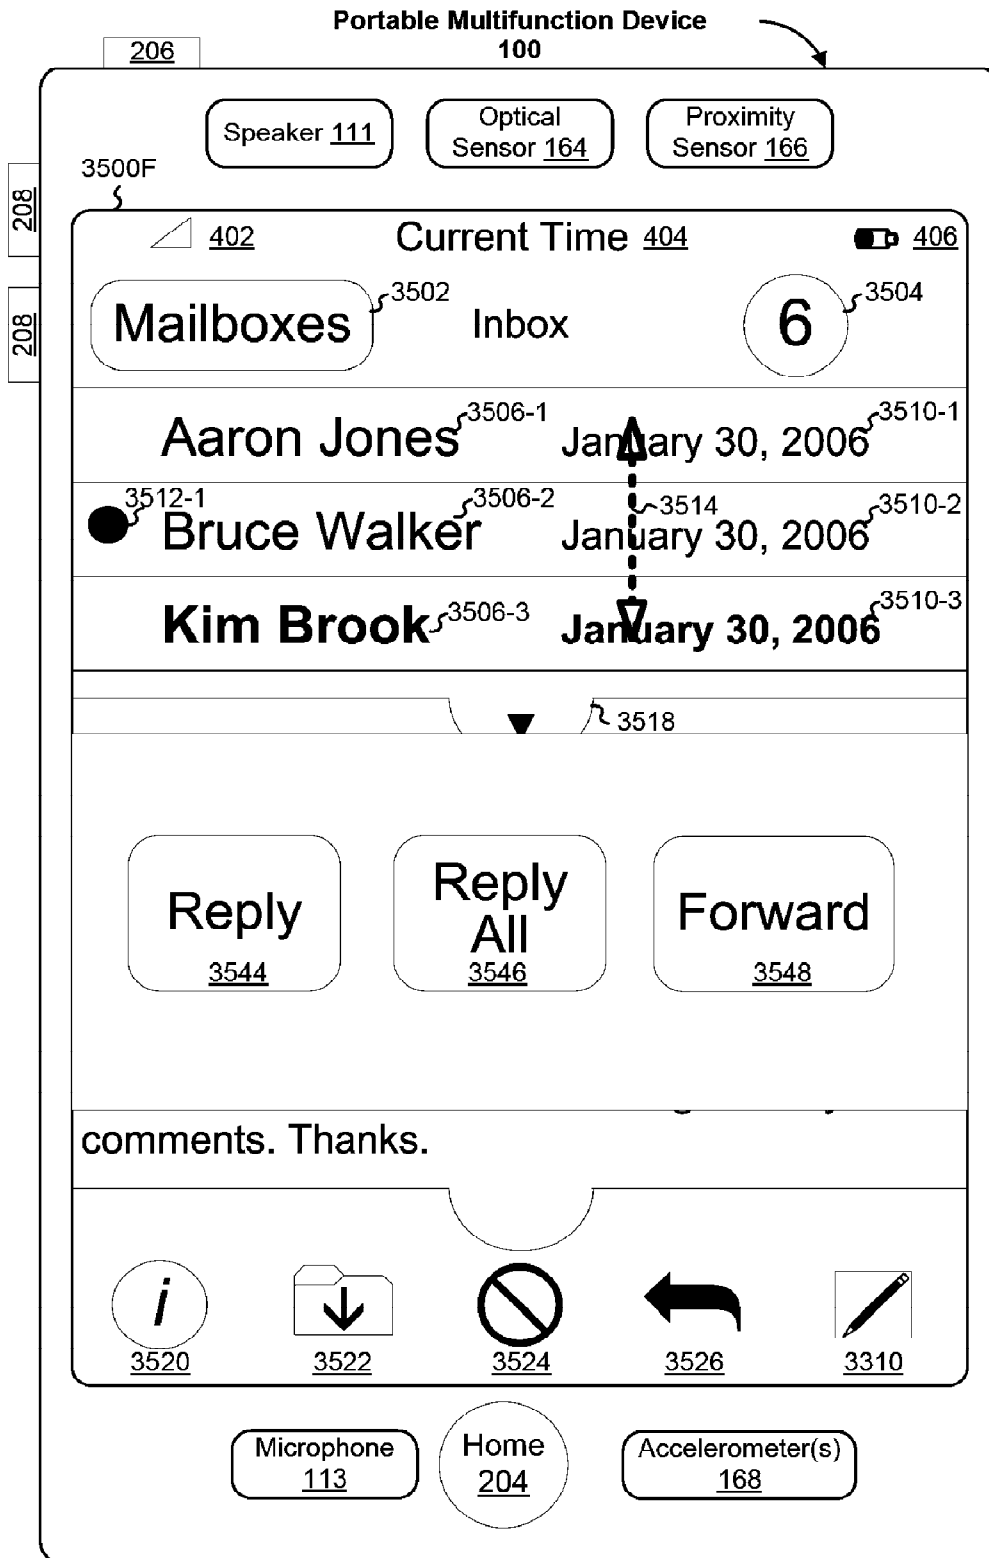 Portable Multifunction Device
100
206
Speaker 111
Optical
Sensor 164
Proximity
Sensor 166
3500F
208
208
402
Current Time 404
406
Mailboxes
3502
Inbox
6
3504
Aaron Jones
3506-1
January 30, 2006
3510-1
3512-1
Bruce Walker
3506-2
January 30, 2006
3514
3510-2
Kim Brook
3506-3
January 30, 2006
3510-3
3518
Reply
3544
Reply
All
3546
Forward
3548
comments. Thanks.
i
3520
3522
3524
3526
3310
Microphone
113
Home
204
Accelerometer(s)
168